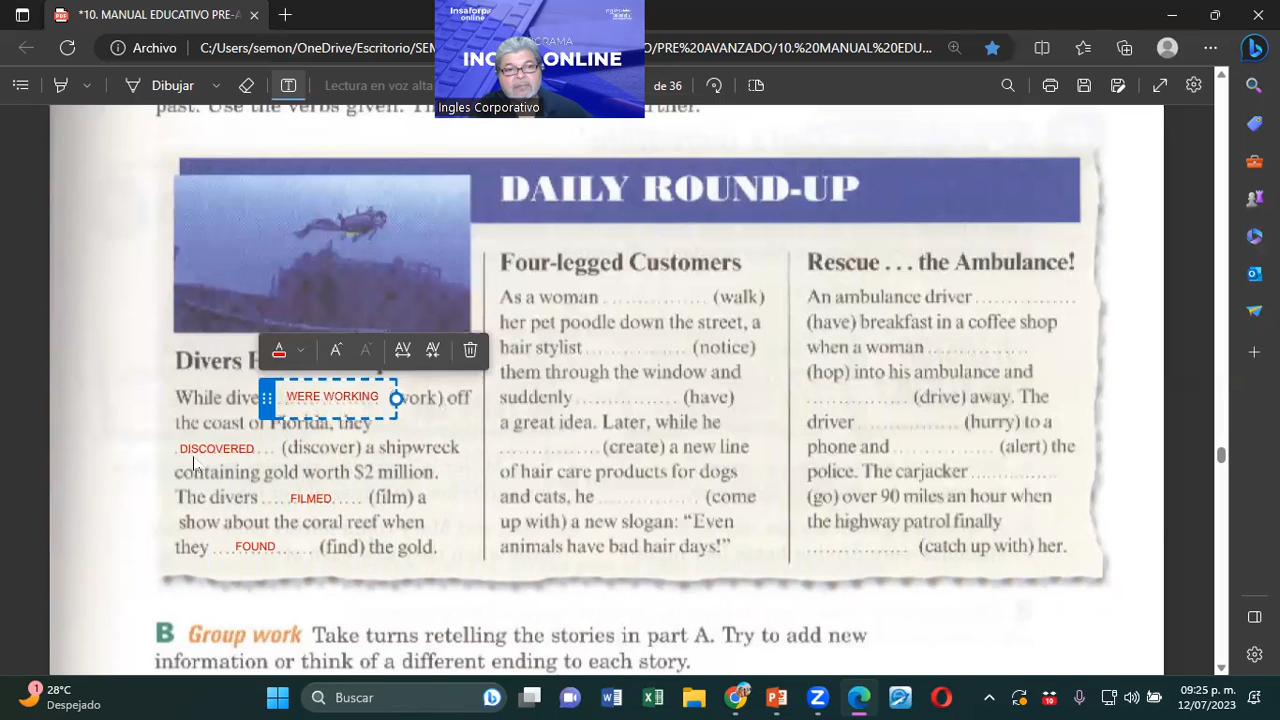 *10. MANUAL EDUCATIVO PRE-A
Insaforp
online
INGLES CORPORATIVO
Archivo
C:/Users/semon/OneDrive/Escritorio/SEM
O/PRE%20AVANZADO/10.%20MANUAL%20EDU...
ONLINE
Ingles Corporativo
Dibujar
Lectura en voz alta
de 36
past. Use the verbs given.
DAILY ROUND-UP
Divers
While dive
WERE WORKING
work) off
the coast of Florida, they
DISCOVERED
(discover) a shipwreck
containing gold worth $2 million.
The divers ..... FILMED ..... (film) a
show about the coral reef when
they ... FOUND ....... (find) the gold.
Four-legged Customers
As a woman ............... (walk)
her pet poodle down the street, a
hair stylist ............... (notice)
them through the window and
suddenly ............... (have)
a great idea. Later, while he
............... (create) a new line
of hair care products for dogs
and cats, he ............... (come
up with) a new slogan: “Even
animals have bad hair days!”
Rescue . . . the Ambulance!
An ambulance driver ...............
(have) breakfast in a coffee shop
when a woman ...............
(hop) into his ambulance and
............... (drive) away. The
driver ............... (hurry) to a
phone and ............... (alert) the
police. The carjacker .............
(go) over 90 miles an hour when
the highway patrol finally
............... (catch up with) her.
B Group work Take turns retelling the stories in part A. Try to add new
information or think of a different ending to each story.
1
28°C
Despejado
Buscar
10
09:25 p. m.
12/07/2023